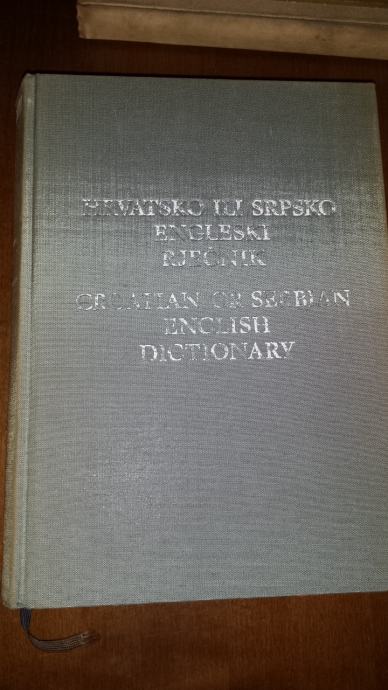 HRVATSKO ILI SRPSKO
ENGLESKI
RJEČNIK
CROATIAN OR SERBIAN
ENGLISH
DICTIONARY